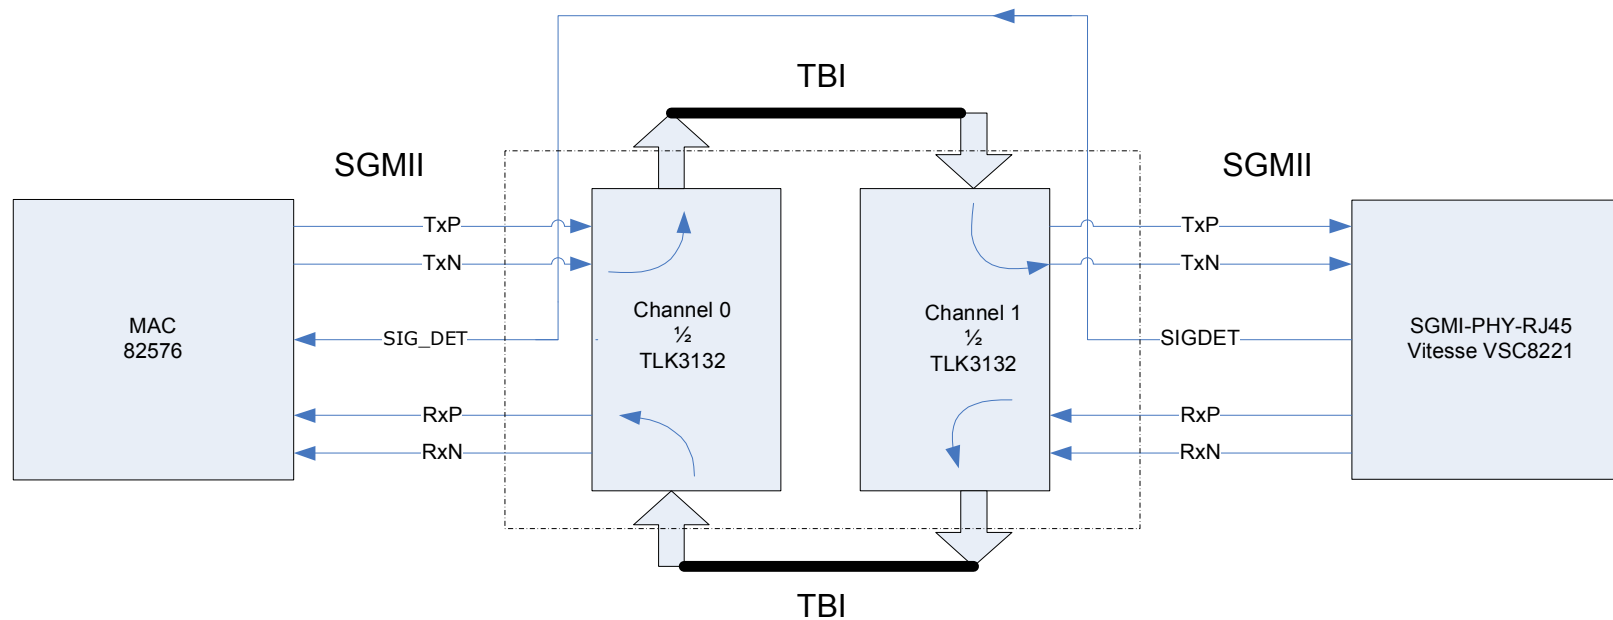 TBI
SGMII
SGMII
TxP
TxP
TxN
TxN
MAC
82576
SIG_DET
Channel 0
½
TLK3132
Channel 1
½
TLK3132
SIGDET
SGMI-PHY-RJ45
Vitesse VSC8221
RxP
RxP
RxN
RxN
TBI